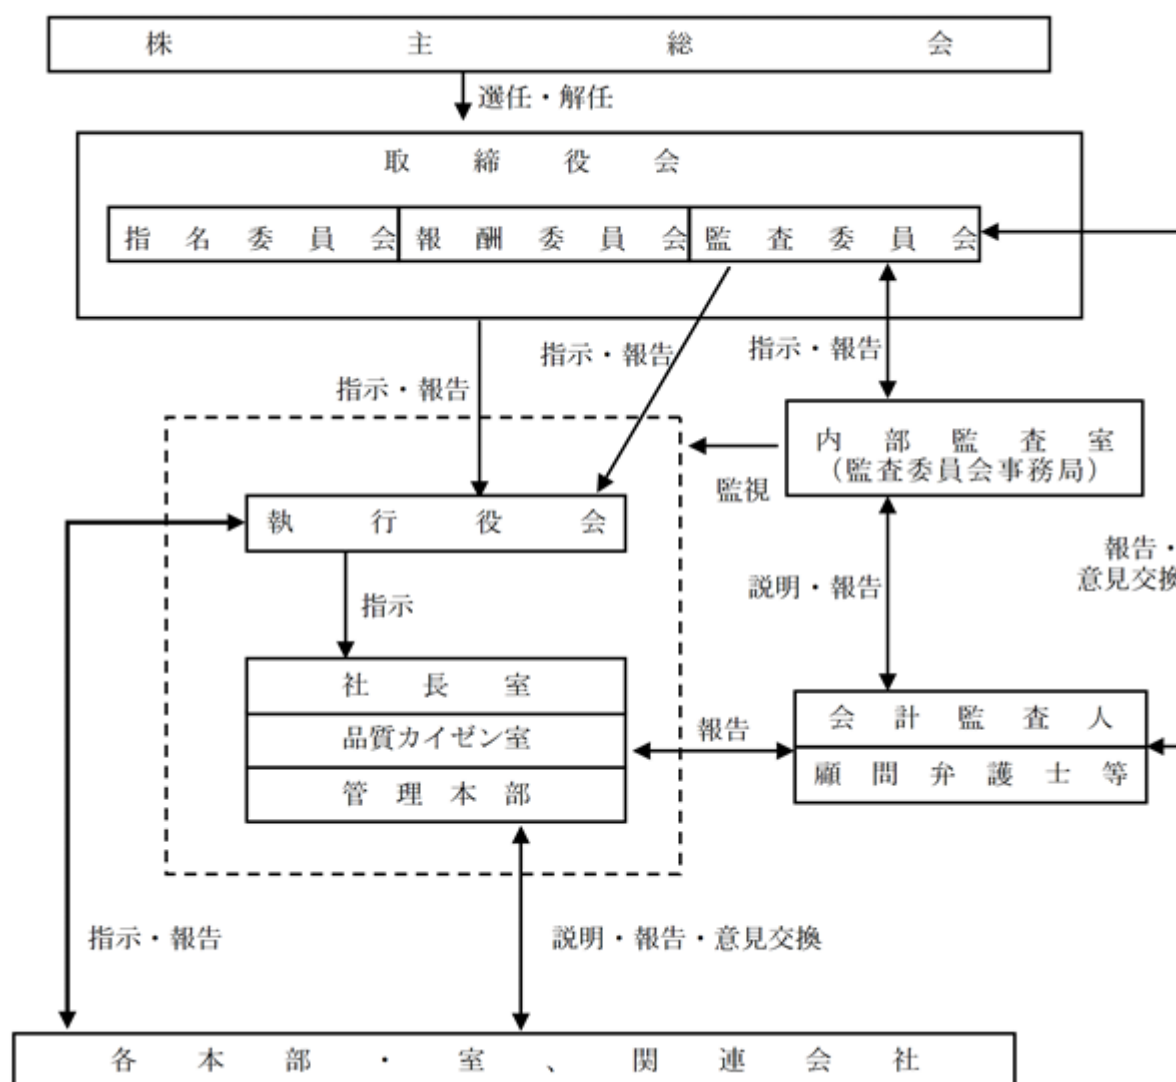 株主総会
選任・解任
取締役会
指名委員会
報酬委員会
監査委員会
指示・報告
指示・報告
指示・報告
内部監査室
(監査委員会事務局)
監視
執行役会
報告・
意見交換
説明・報告
指示
社長室
品質カイゼン室
管理本部
報告
会計監査人
顧問弁護士等
指示・報告
説明・報告・意見交換
各本部・室、関連会社